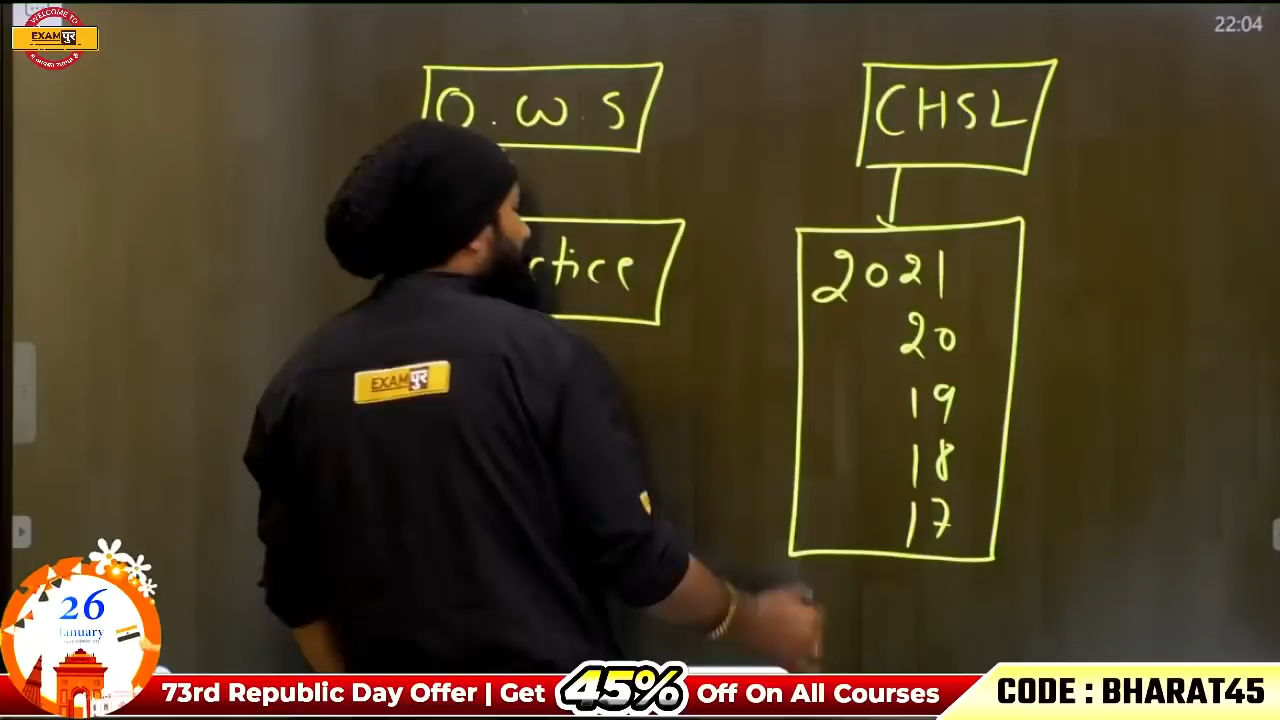 WELCOME TO
EXAMपुर
22:04
O.W.S
CHSL
ctice
2021
20
19
18
17
EXAMपुर
26
January
73rd Republic Day Offer | Get 45% Off On All Courses
CODE : BHARAT45